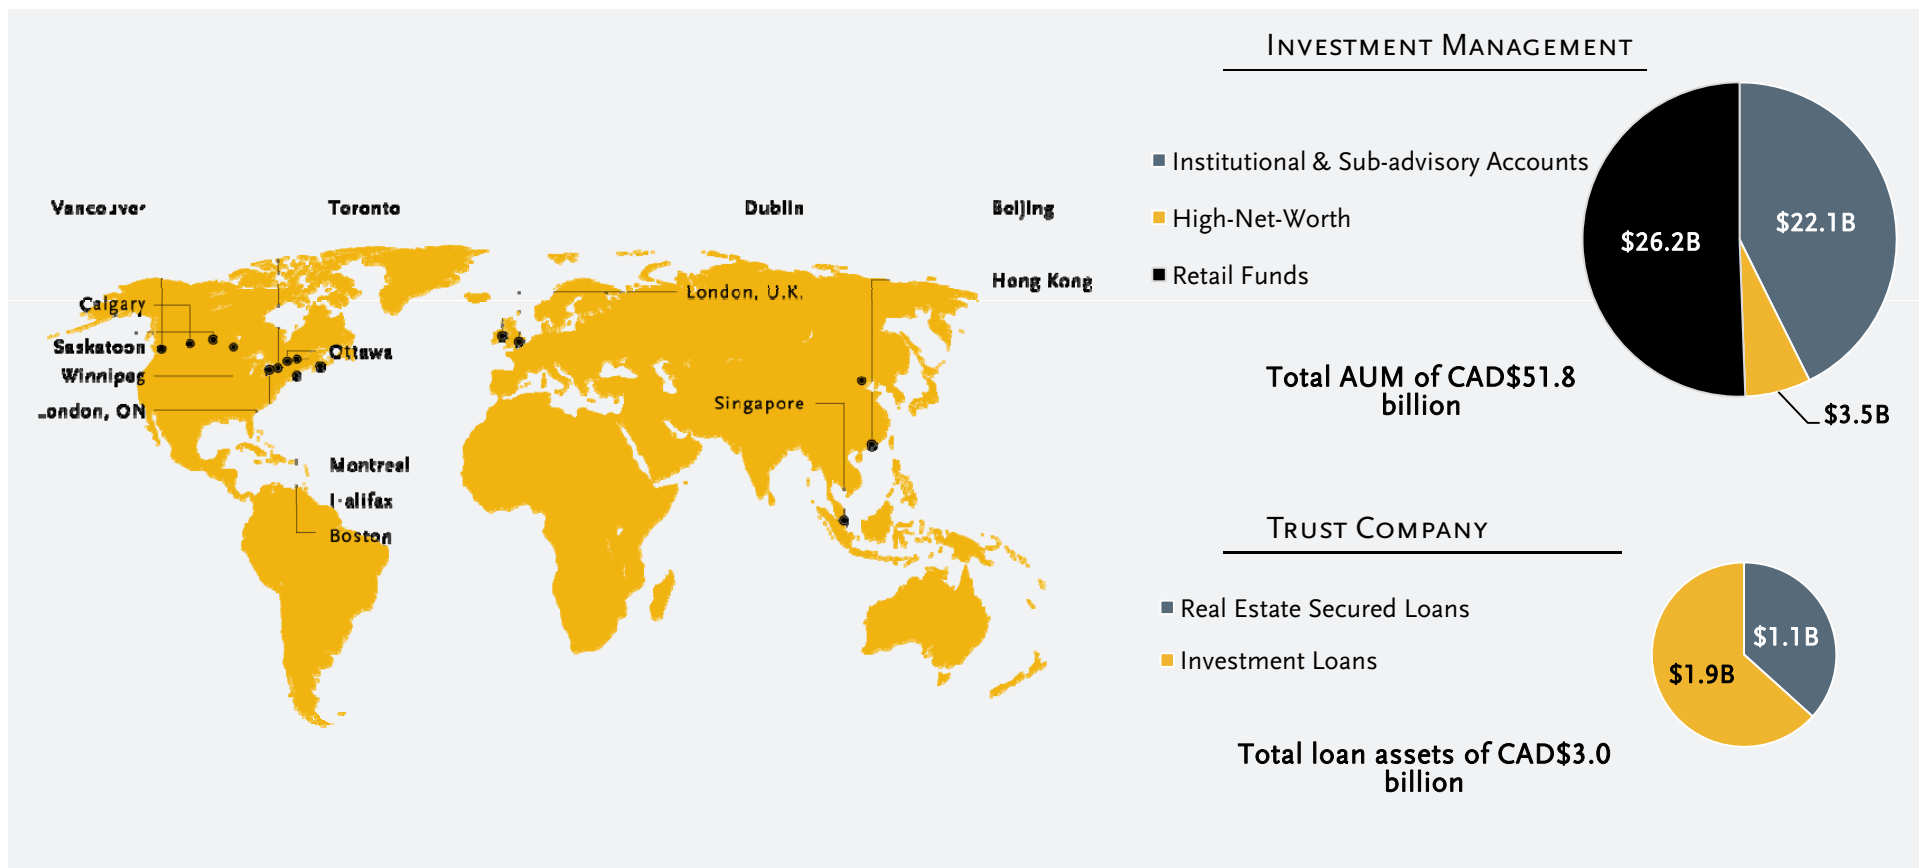 INVESTMENT MANAGEMENT
Institutional & Sub-advisory Accounts
High-Net-Worth
Retail Funds
$26.2B
$22.1B
$3.5B
Total AUM of CAD$51.8
billion
Vancouver
Toronto
Dublin
Beijing
Calgary
London, U.K.
Hong Kong
Saskatoon
Ottawa
Winnipeg
Singapore
London, ON
Montreal
Halifax
Boston
TRUST COMPANY
Real Estate Secured Loans
Investment Loans
$1.1B
$1.9B
Total loan assets of CAD$3.0
billion